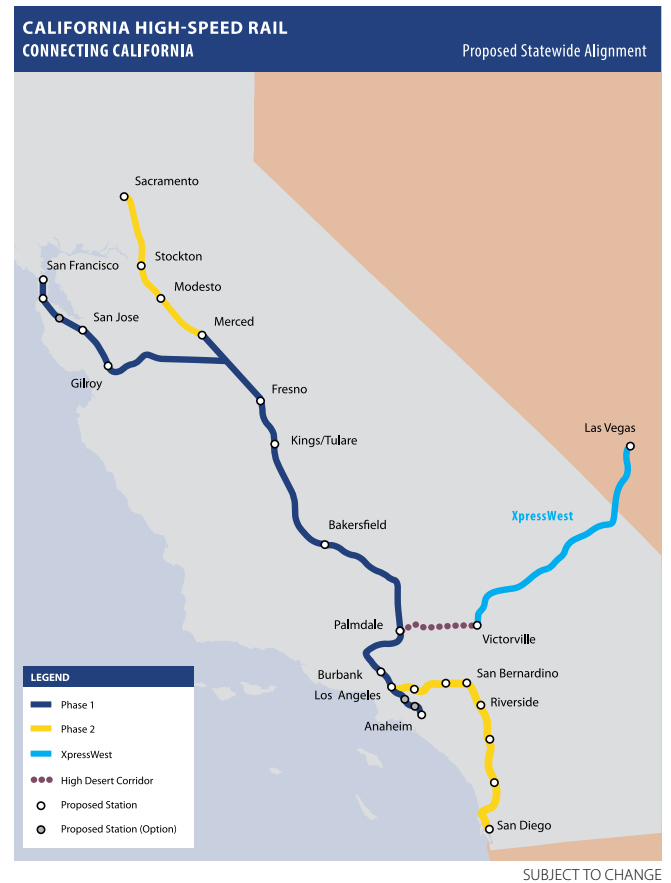 CALIFORNIA HIGH-SPEED RAIL
CONNECTING CALIFORNIA
Proposed Statewide Alignment
Sacramento
Stockton
San Francisco
Modesto
San Jose
Merced
Gilroy
Fresno
Las Vegas
Kings/Tulare
XpressWest
Bakersfield
Palmdale
Victorville
Burbank
San Bernardino
Los Angeles
Riverside
Anaheim
San Diego
LEGEND
Phase 1
Phase 2
XpressWest
High Desert Corridor
Proposed Station
Proposed Station (Option)
SUBJECT TO CHANGE